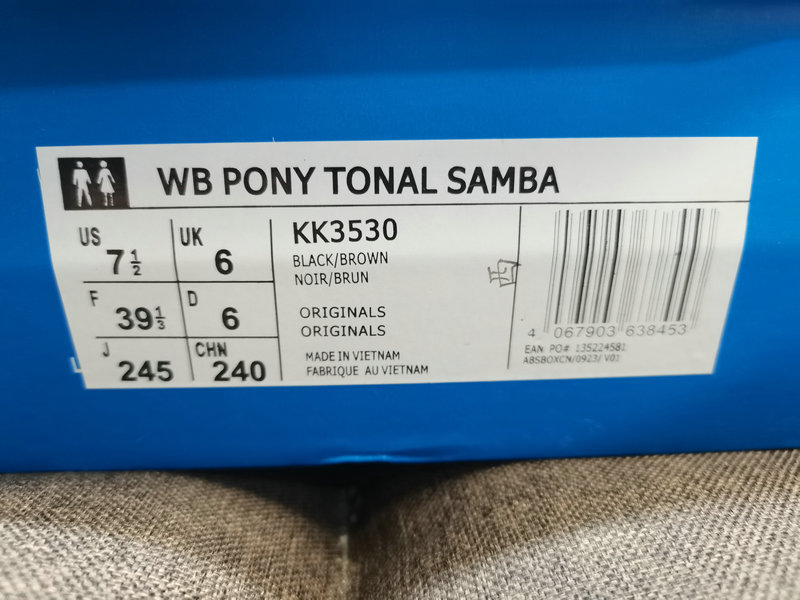 WB PONY TONAL SAMBA
US 7½ UK 6
F 39⅓ D 6
J 245 CHN 240
KK3530
BLACK/BROWN
NOIR/BRUN
ORIGINALS
ORIGINALS
MADE IN VIETNAM
FABRIQUE AU VIETNAM
4 067903 638453
EAN PO# 135224581
ABSBOXCN/0923/ V01